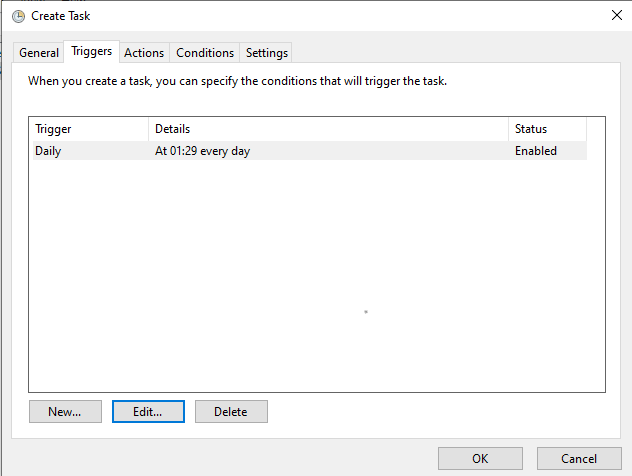 Create Task
General Triggers Actions Conditions Settings
When you create a task, you can specify the conditions that will trigger the task.
Trigger Details Status
Daily At 01:29 every day Enabled
New... Edit... Delete
OK Cancel